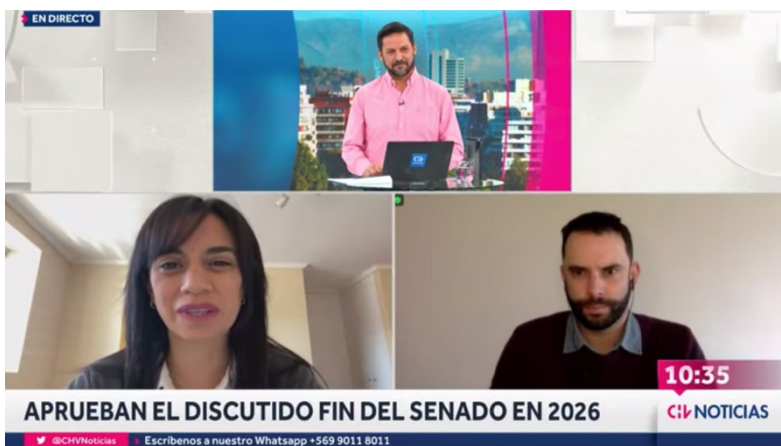 EN DIRECTO
CHV
10:35
APRUEBAN EL DISCUTIDO FIN DEL SENADO EN 2026
CHV NOTICIAS
@CHVNoticias
Escríbenos a nuestro Whatsapp +569 9011 8011